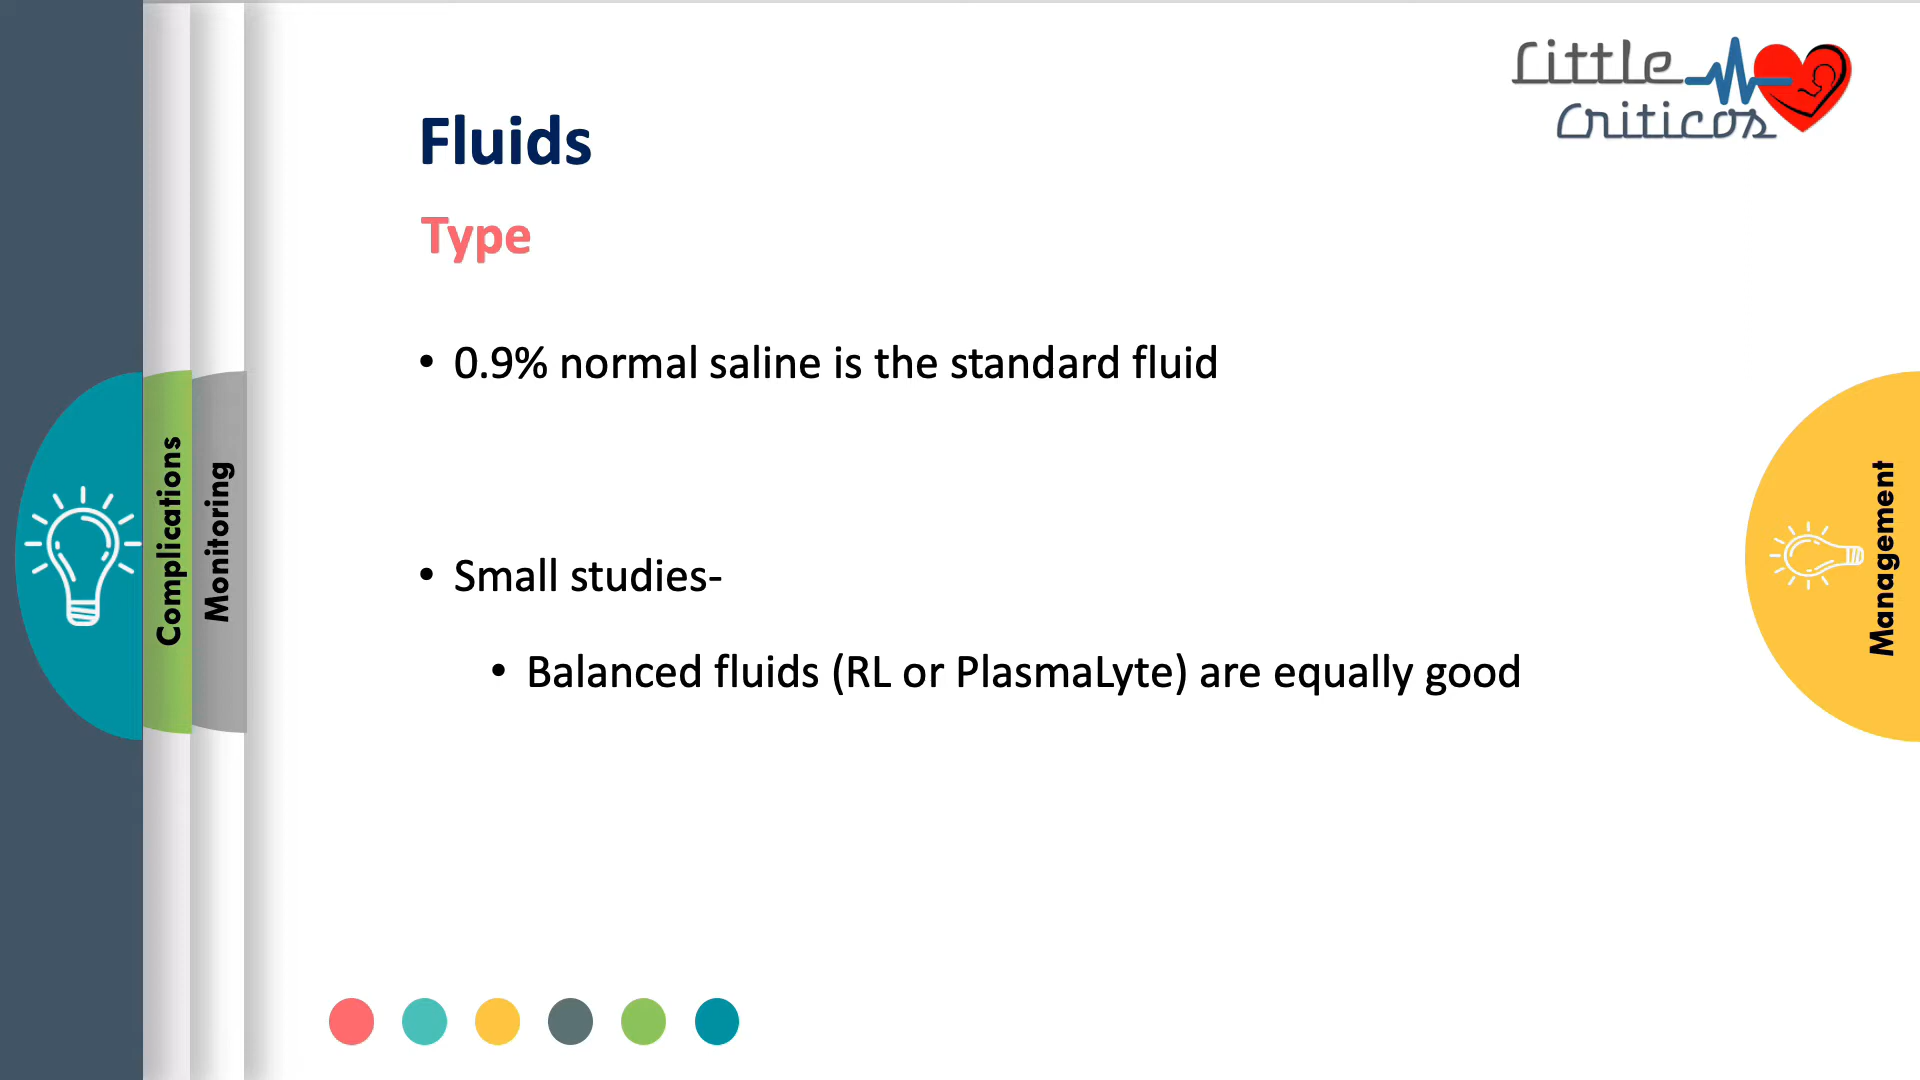 Little
Criticos
Fluids
Type
• 0.9% normal saline is the standard fluid
• Small studies-
• Balanced fluids (RL or PlasmaLyte) are equally good
Complications
Monitoring
Management